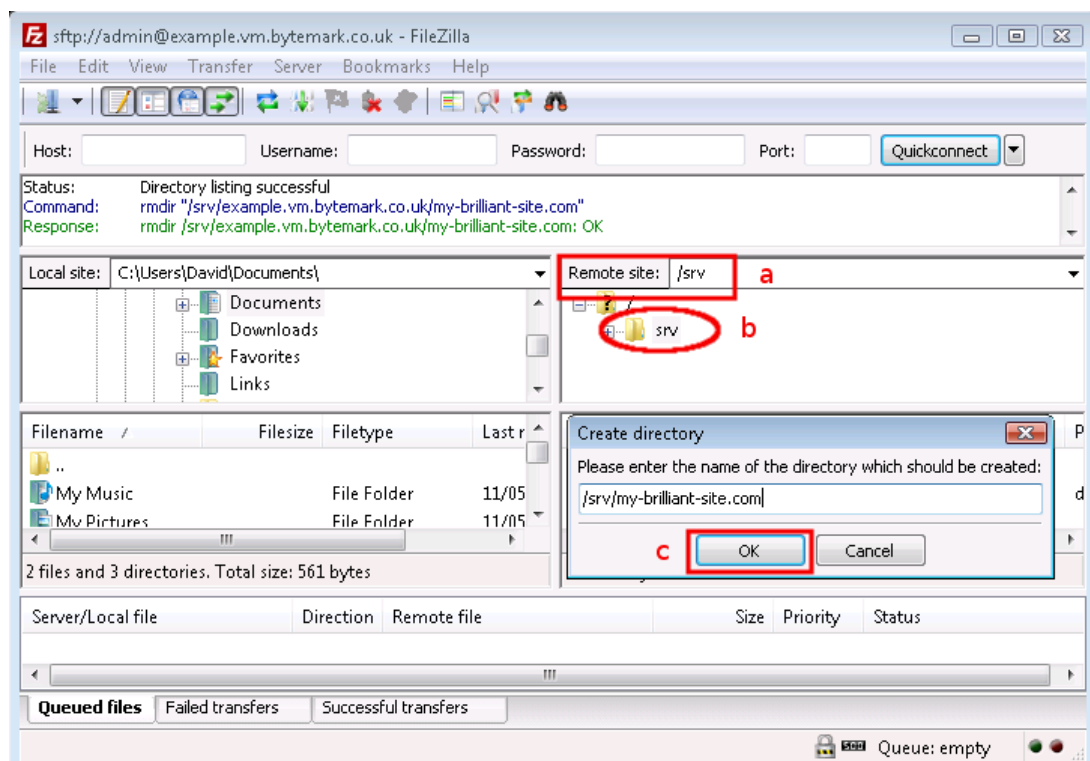 sftp://admin@example.vm.bytemark.co.uk - FileZilla
File Edit View Transfer Server Bookmarks Help
Host: Username: Password: Port: Quickconnect
Status: Directory listing successful
Command: rmdir "/srv/example.vm.bytemark.co.uk/my-brilliant-site.com"
Response: rmdir /srv/example.vm.bytemark.co.uk/my-brilliant-site.com: OK
Local site: C:\Users\David\Documents\
Documents
Downloads
Favorites
Links
Remote site: /srv a
/
srv b
Filename / Filesize Filetype Last r
..
My Music File Folder 11/05
My Pictures File Folder 11/05
2 files and 3 directories. Total size: 561 bytes
P
d
Create directory
Please enter the name of the directory which should be created:
/srv/my-brilliant-site.com
c OK Cancel
Server/Local file Direction Remote file Size Priority Status
Queued files Failed transfers Successful transfers
Queue: empty